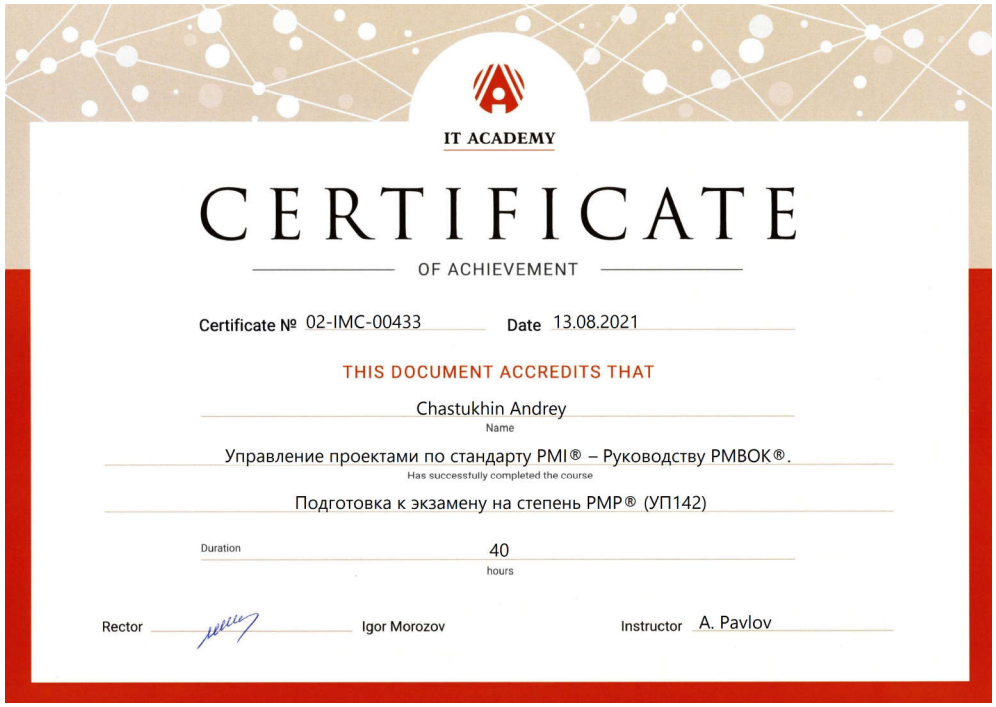 IT ACADEMY
CERTIFICATE
OF ACHIEVEMENT
Certificate № 02-IMC-00433 Date 13.08.2021
THIS DOCUMENT ACCREDITS THAT
Chastukhin Andrey
Name
Управление проектами по стандарту PMI® – Руководству PMBOK®.
Has successfully completed the course
Подготовка к экзамену на степень PMP® (УП142)
Duration 40
hours
Rector Igor Morozov Instructor A. Pavlov